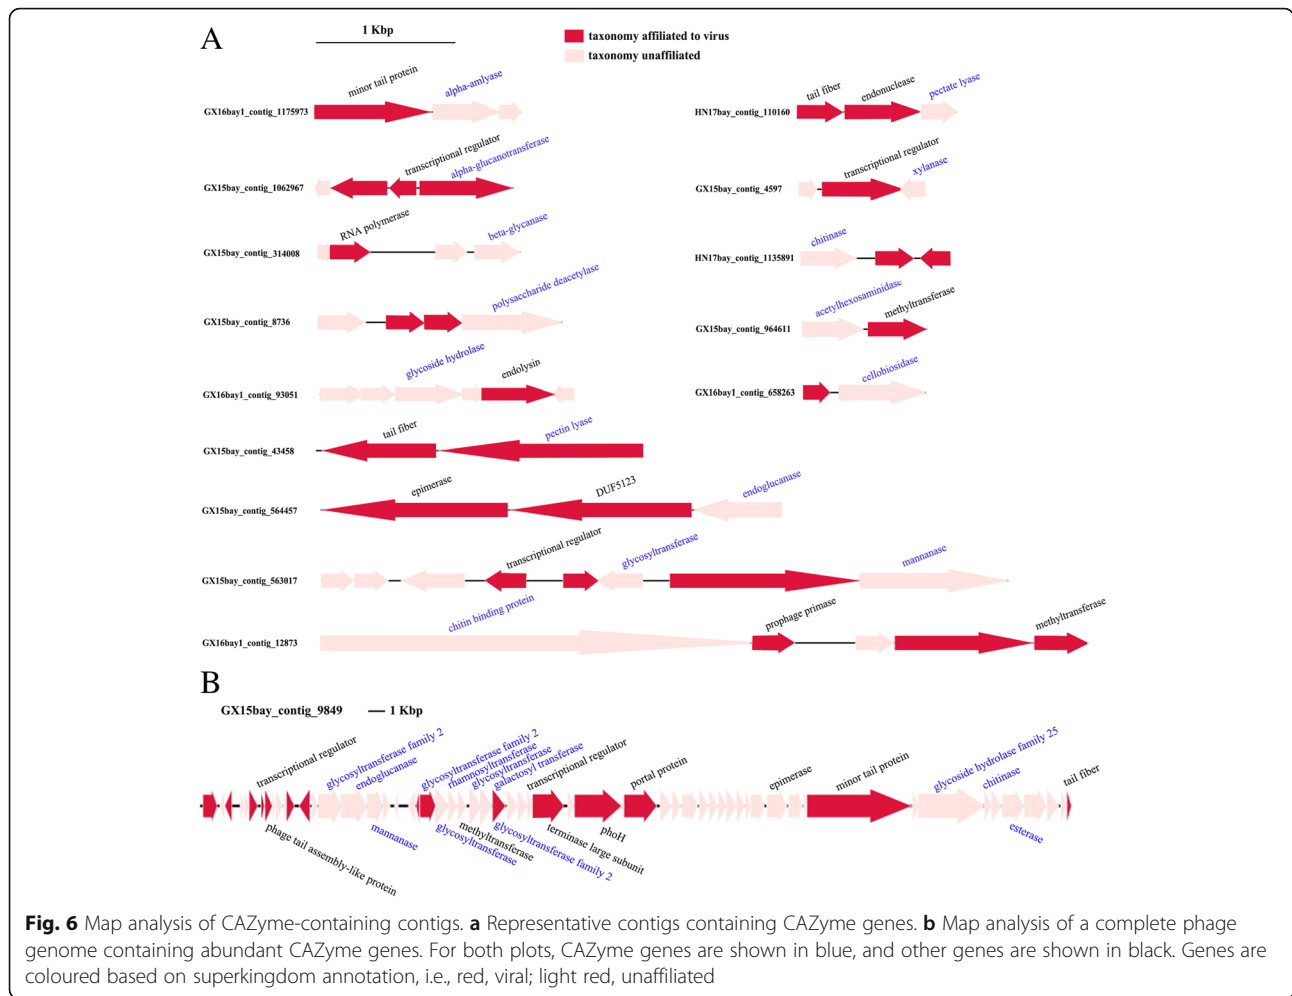 A
1 Kbp
taxonomy affiliated to virus
taxonomy unaffiliated
minor tail protein
alpha-amlyase
GX16bay1_contig_1175973
tail fiber
endonuclease
pectate lyase
HN17bay_contig_110160
transcriptional regulator
alpha-glucanotransferase
GX15bay_contig_1062967
transcriptional regulator
xylanase
GX15bay_contig_4597
RNA polymerase
beta-glycanase
GX15bay_contig_314008
chitinase
HN17bay_contig_1135891
polysaccharide deacetylase
GX15bay_contig_8736
acetylhexosaminidase
methyltransferase
GX15bay_contig_964611
glycoside hydrolase
endolysin
GX16bay1_contig_93051
cellobiosidase
GX16bay1_contig_658263
tail fiber
pectin lyase
GX15bay_contig_43458
epimerase
DUF5123
endoglucanase
GX15bay_contig_564457
transcriptional regulator
glycosyltransferase
mannanase
GX15bay_contig_563017
chitin binding protein
prophage primase
methyltransferase
GX16bay1_contig_12873
B
GX15bay_contig_9849
1 Kbp
transcriptional regulator
glycosyltransferase family 2
endoglucanase
glycosyltransferase family 2
rhamnosyltransferase
glycosyltransferase
galactosyl transferase
transcriptional regulator
portal protein
epimerase
minor tail protein
glycoside hydrolase family 25
chitinase
tail fiber
phage tail assembly-like protein
mannanase
glycosyltransferase
methyltransferase
glycosyltransferase family 2
terminase large subunit
phoH
esterase
Fig. 6 Map analysis of CAZyme-containing contigs. a Representative contigs containing CAZyme genes. b Map analysis of a complete phage
genome containing abundant CAZyme genes. For both plots, CAZyme genes are shown in blue, and other genes are shown in black. Genes are
coloured based on superkingdom annotation, i.e., red, viral; light red, unaffiliated